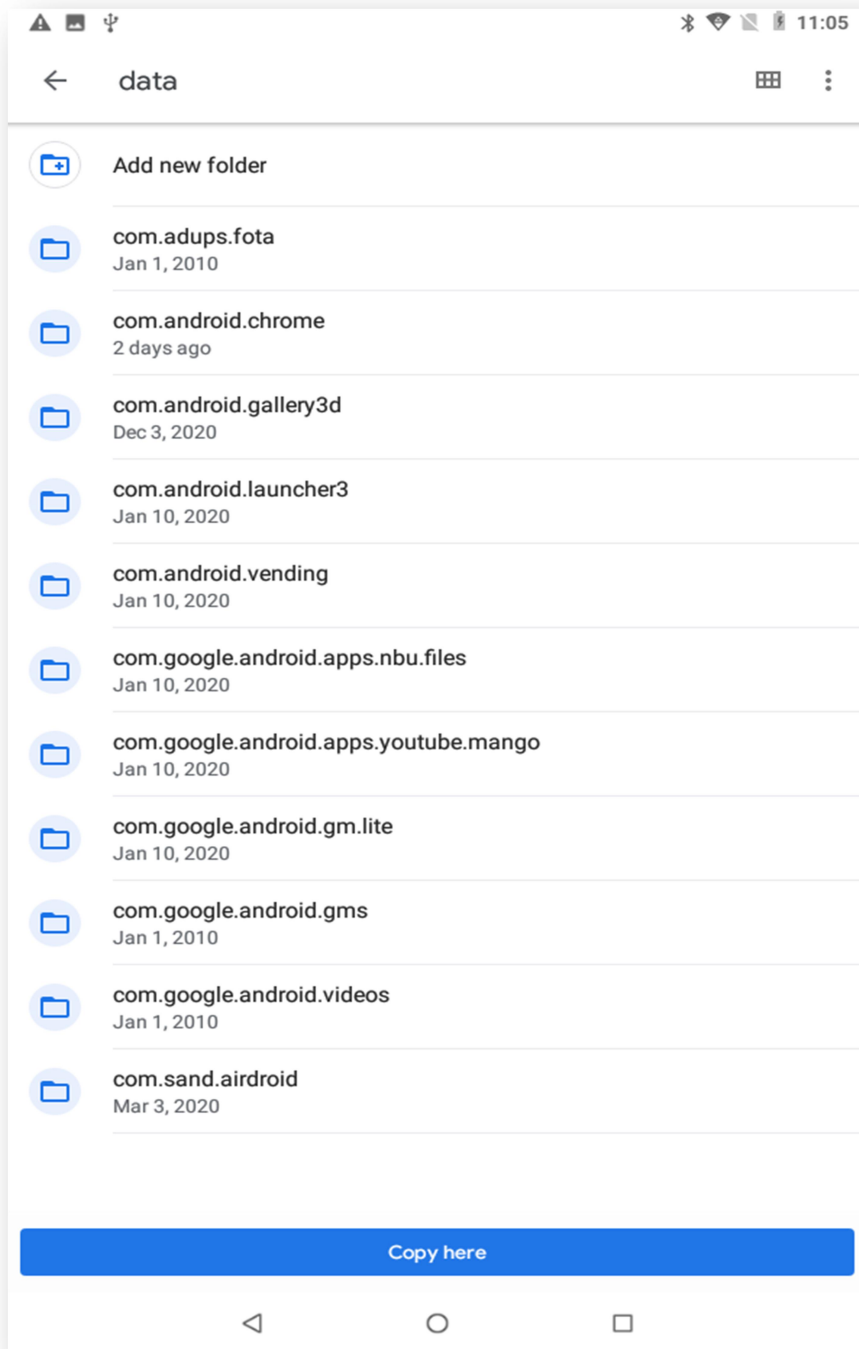 11:05
data
Add new folder
com.adups.fota
Jan 1, 2010
com.android.chrome
2 days ago
com.android.gallery3d
Dec 3, 2020
com.android.launcher3
Jan 10, 2020
com.android.vending
Jan 10, 2020
com.google.android.apps.nbu.files
Jan 10, 2020
com.google.android.apps.youtube.mango
Jan 10, 2020
com.google.android.gm.lite
Jan 10, 2020
com.google.android.gms
Jan 1, 2010
com.google.android.videos
Jan 1, 2010
com.sand.airdroid
Mar 3, 2020
Copy here